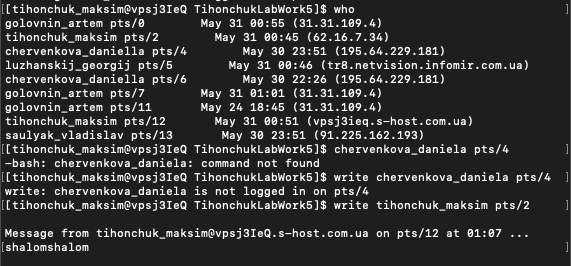 [[tihonchuk_maksim@vpsj3IeQ TihonchukLabWork5]$ who ]
golovnin_artem pts/0        May 31 00:55 (31.31.109.4)
tihonchuk_maksim pts/2        May 31 00:45 (62.16.7.34)
chervenkova_daniella pts/4        May 30 23:51 (195.64.229.181)
luzhanskij_georgij pts/5        May 31 00:46 (tr8.netvision.infomir.com.ua)
chervenkova_daniella pts/6        May 30 22:26 (195.64.229.181)
golovnin_artem pts/7        May 31 01:01 (31.31.109.4)
golovnin_artem pts/11       May 24 18:45 (31.31.109.4)
tihonchuk_maksim pts/12       May 31 00:51 (vpsj3ieq.s-host.com.ua)
saulyak_vladislav pts/13       May 30 23:51 (91.225.162.193)
[[tihonchuk_maksim@vpsj3IeQ TihonchukLabWork5]$ chervenkova_daniela pts/4 ]
-bash: chervenkova_daniela: command not found
[[tihonchuk_maksim@vpsj3IeQ TihonchukLabWork5]$ write chervenkova_daniela pts/4 ]
write: chervenkova_daniela is not logged in on pts/4
[[tihonchuk_maksim@vpsj3IeQ TihonchukLabWork5]$ write tihonchuk_maksim pts/2 ]
Message from tihonchuk_maksim@vpsj3IeQ.s-host.com.ua on pts/12 at 01:07 ...
[shalomshalom ]